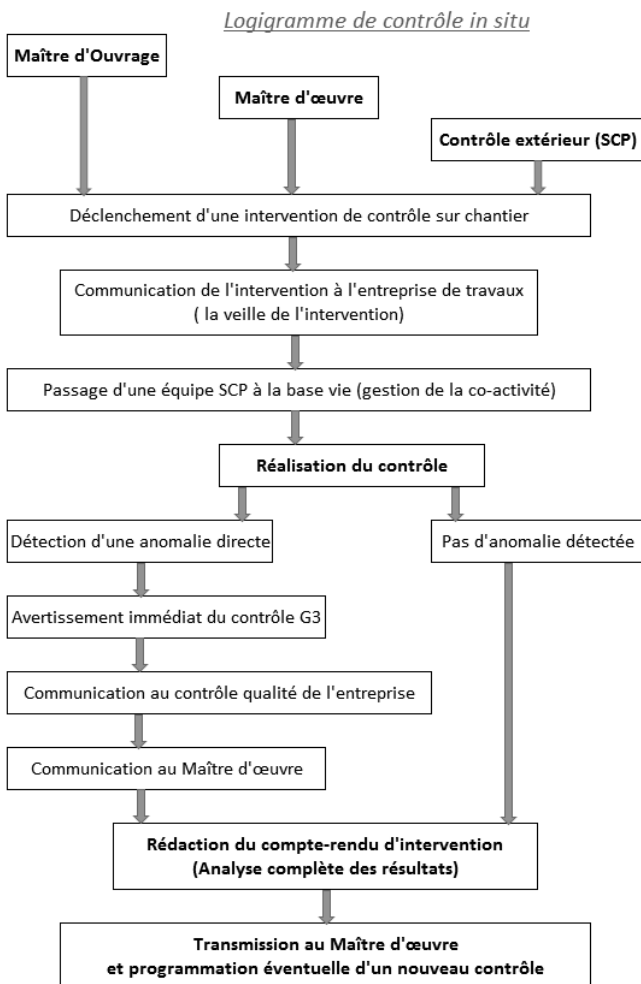 Logigramme de contrôle in situ
Maître d'Ouvrage
Maître d'œuvre
Contrôle extérieur (SCP)
Déclenchement d'une intervention de contrôle sur chantier
Communication de l'intervention à l'entreprise de travaux
( la veille de l'intervention)
Passage d'une équipe SCP à la base vie (gestion de la co-activité)
Réalisation du contrôle
Détection d'une anomalie directe
Pas d'anomalie détectée
Avertissement immédiat du contrôle G3
Communication au contrôle qualité de l'entreprise
Communication au Maître d'œuvre
Rédaction du compte-rendu d'intervention
(Analyse complète des résultats)
Transmission au Maître d'œuvre
et programmation éventuelle d'un nouveau contrôle